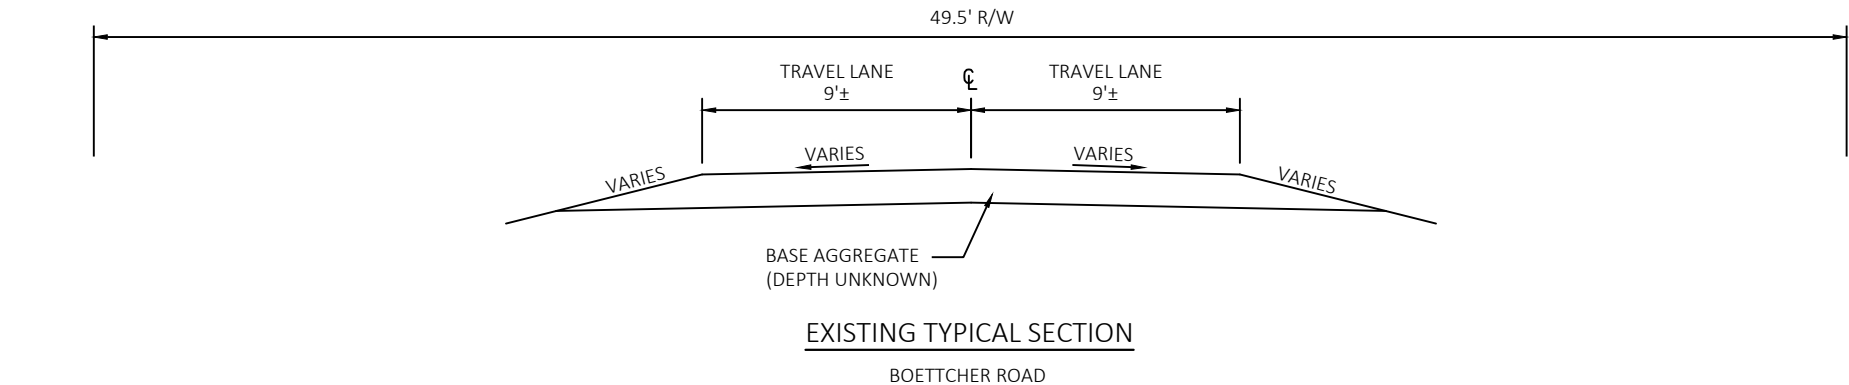 49.5' R/W
TRAVEL LANE
9'±
℄
TRAVEL LANE
9'±
VARIES
VARIES
VARIES
VARIES
BASE AGGREGATE
(DEPTH UNKNOWN)
EXISTING TYPICAL SECTION
BOETTCHER ROAD